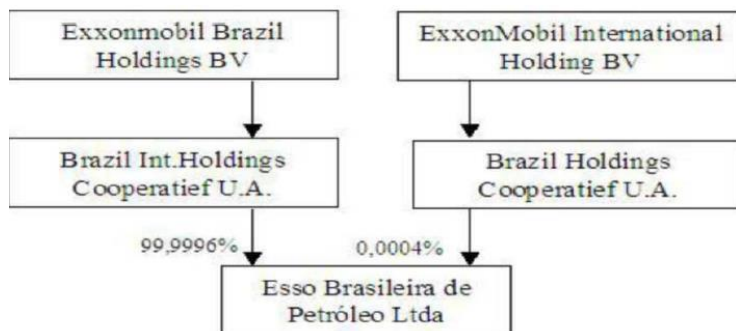 Exxonmobil Brazil
Holdings BV
ExxonMobil International
Holding BV
Brazil Int.Holdings
Cooperatief U.A.
Brazil Holdings
Cooperatief U.A.
99,9996%
0,0004%
Esso Brasileira de
Petróleo Ltda